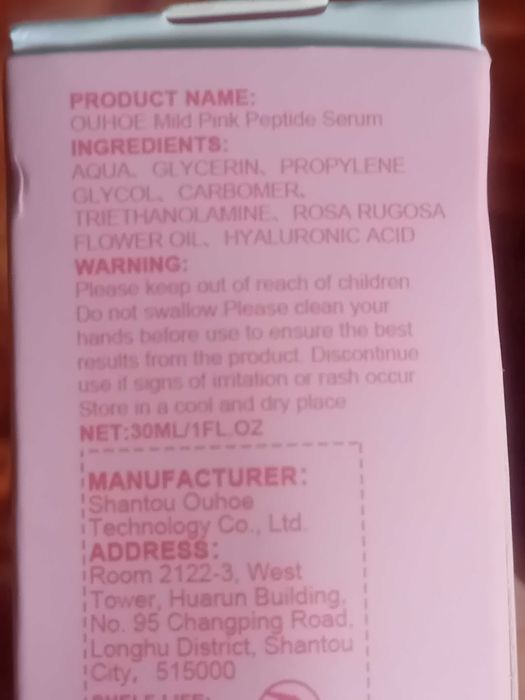 PRODUCT NAME:
OUHOE Mild Pink Peptide Serum
INGREDIENTS:
AQUA、GLYCERIN、PROPYLENE
GLYCOL、CARBOMER、
TRIETHANOLAMINE、ROSA RUGOSA
FLOWER OIL、HYALURONIC ACID
WARNING:
Please keep out of reach of children
Do not swallow Please clean your
hands before use to ensure the best
results from the product. Discontinue
use if signs of irritation or rash occur
Store in a cool and dry place
NET:30ML/1FL.OZ
MANUFACTURER:
Shantou Ouhoe
Technology Co., Ltd.
ADDRESS:
Room 2122-3, West
Tower, Huarun Building,
No. 95 Changping Road,
Longhu District, Shantou
City, 515000
SHELF LIFE: